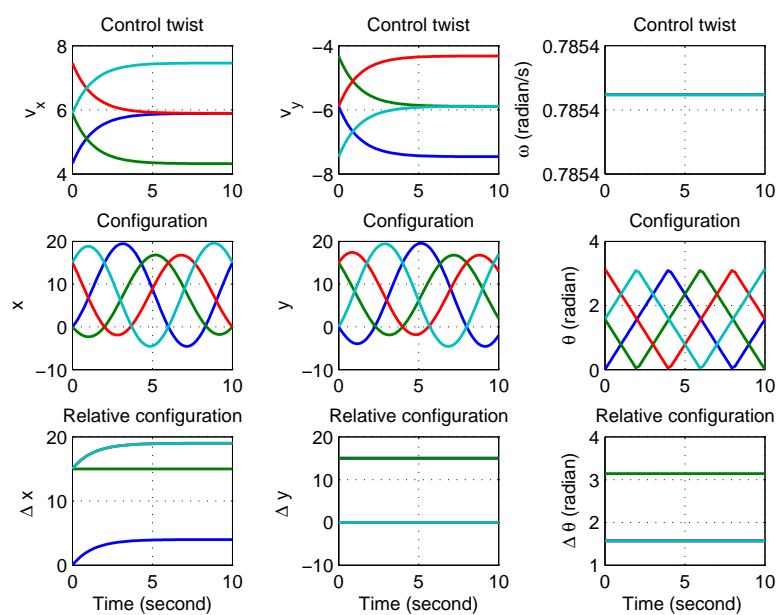 Control twist
Control twist
Control twist
8
6
4
v_x
0
5
10
-4
-6
-8
v_y
0
5
10
0.7854
0.7854
0.7854
ω (radian/s)
0
5
10
Configuration
Configuration
Configuration
20
10
0
-10
x
0
5
10
20
10
0
-10
y
0
5
10
4
2
0
θ (radian)
0
5
10
Relative configuration
Relative configuration
Relative configuration
20
10
0
Δ x
0
5
10
Time (second)
20
10
0
-10
Δ y
0
5
10
Time (second)
4
3
2
1
Δ θ (radian)
0
5
10
Time (second)